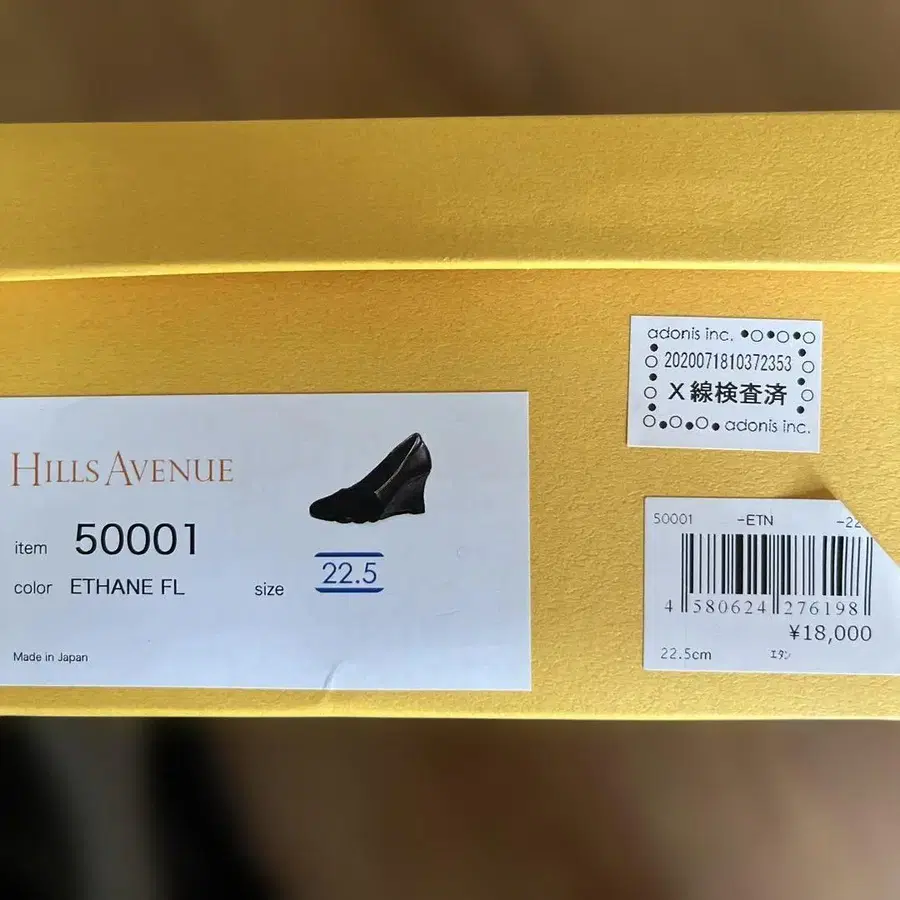 HILLS AVENUE
item 50001
color ETHANE FL size 22.5
Made in Japan
adonis inc.
2020071810372353
X線検査済
adonis inc.
50001 -ETN -22
4 580624 276198
¥18,000
22.5cm エタン